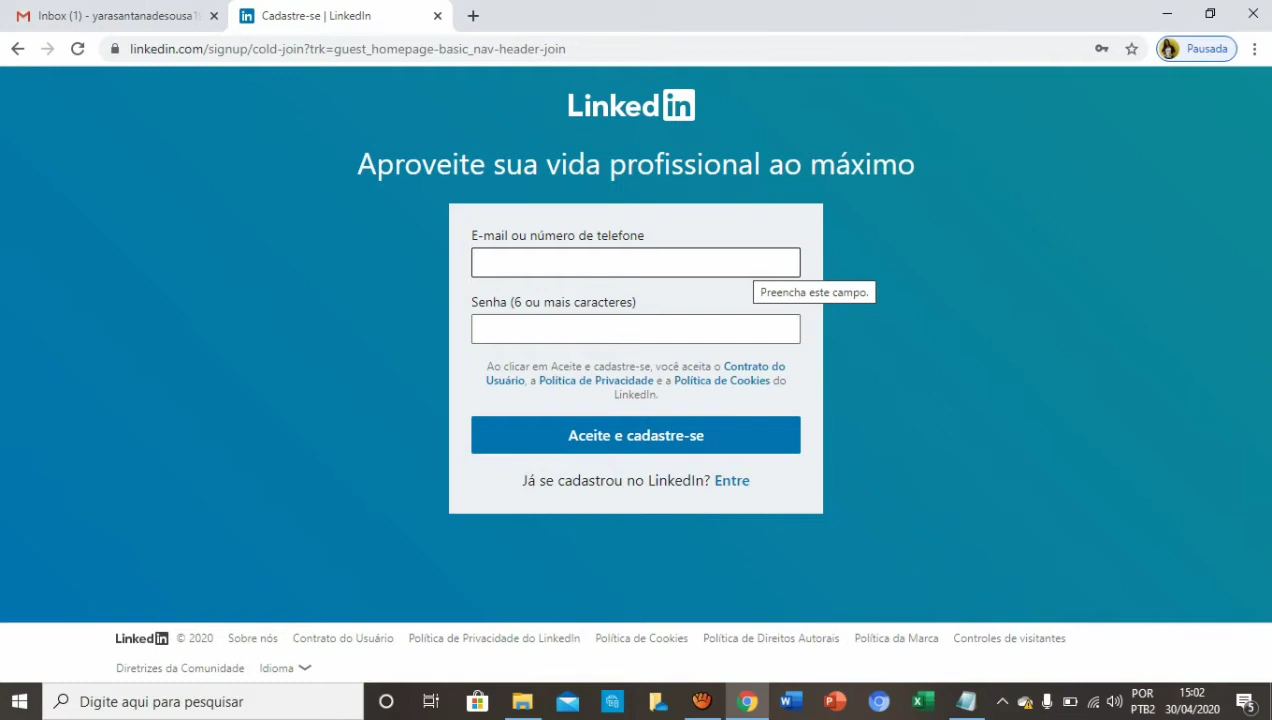 Inbox (1) - yarasantanadesousa1
Cadastre-se | LinkedIn
linkedin.com/signup/cold-join?trk=guest_homepage-basic_nav-header-join
Pausada
Linkedin
Aproveite sua vida profissional ao máximo
E-mail ou número de telefone
Preencha este campo.
Senha (6 ou mais caracteres)
Ao clicar em Aceite e cadastre-se, você aceita o Contrato do
Usuário, a Política de Privacidade e a Política de Cookies do
LinkedIn.
Aceite e cadastre-se
Já se cadastrou no LinkedIn? Entre
Linkedin © 2020 Sobre nós Contrato do Usuário Política de Privacidade do LinkedIn Política de Cookies Política de Direitos Autorais Política da Marca Controles de visitantes
Diretrizes da Comunidade Idioma
Digite aqui para pesquisar
POR 15:02
PTB2 30/04/2020 5